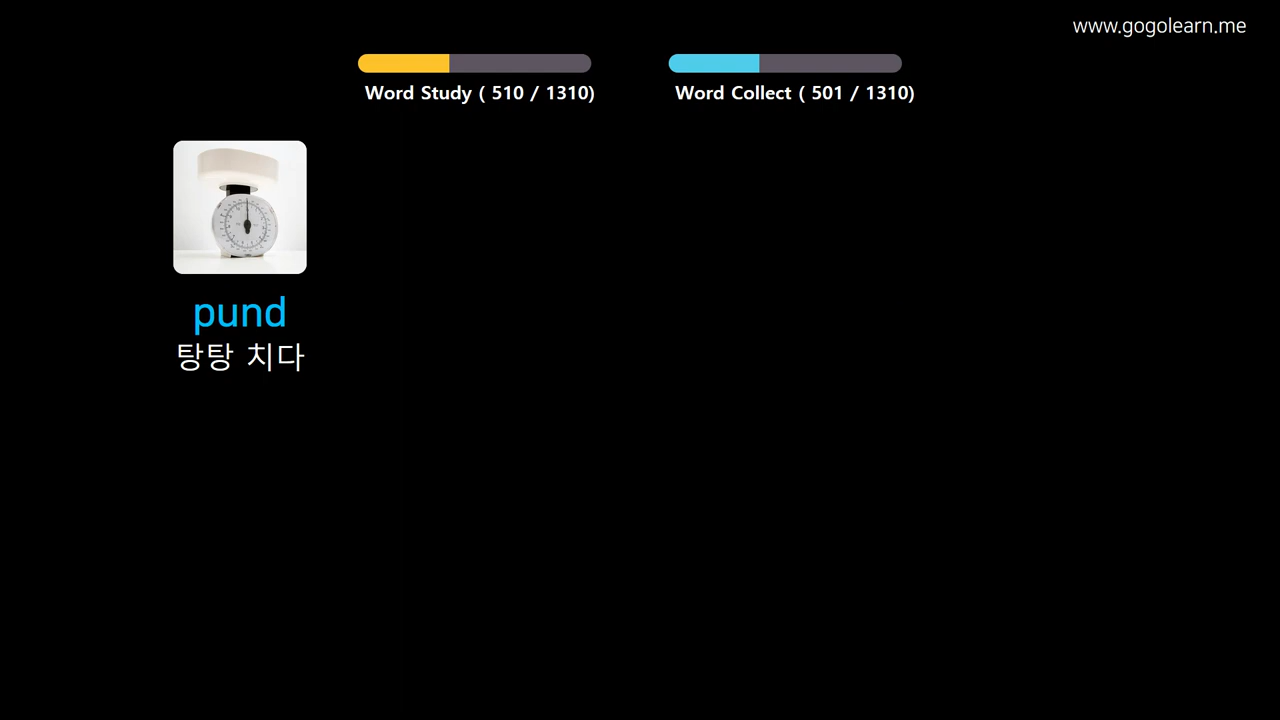 www.gogolearn.me
Word Study ( 510 / 1310)
Word Collect ( 501 / 1310)
pund
탕탕 치다